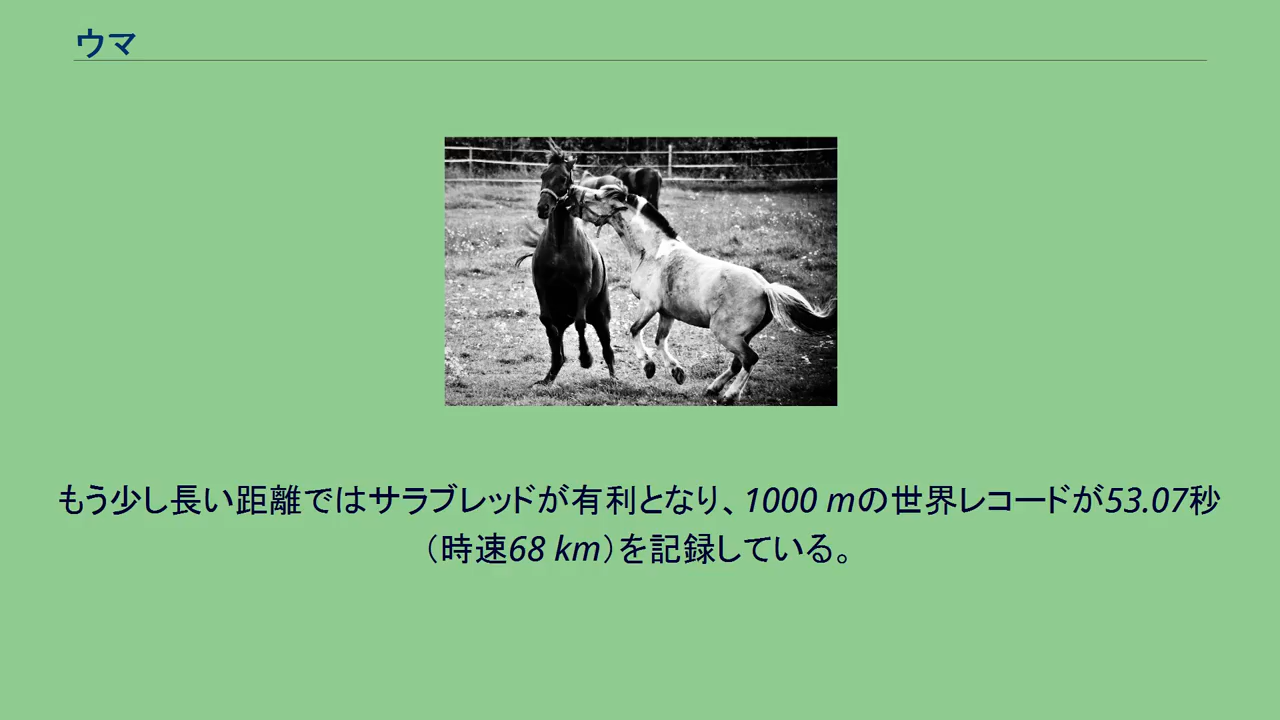 ウマ
もう少し長い距離ではサラブレッドが有利となり、1000 mの世界レコードが53.07秒
（時速68 km）を記録している。